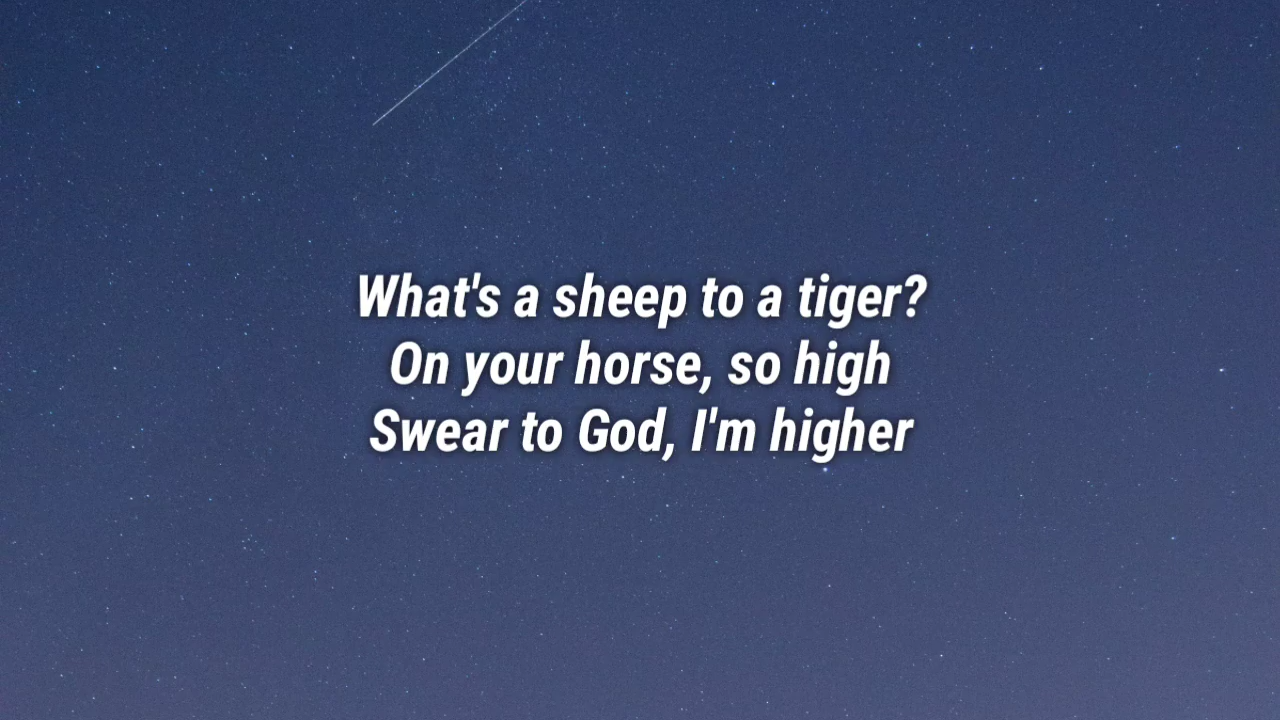 What's a sheep to a tiger?
On your horse, so high
Swear to God, I'm higher